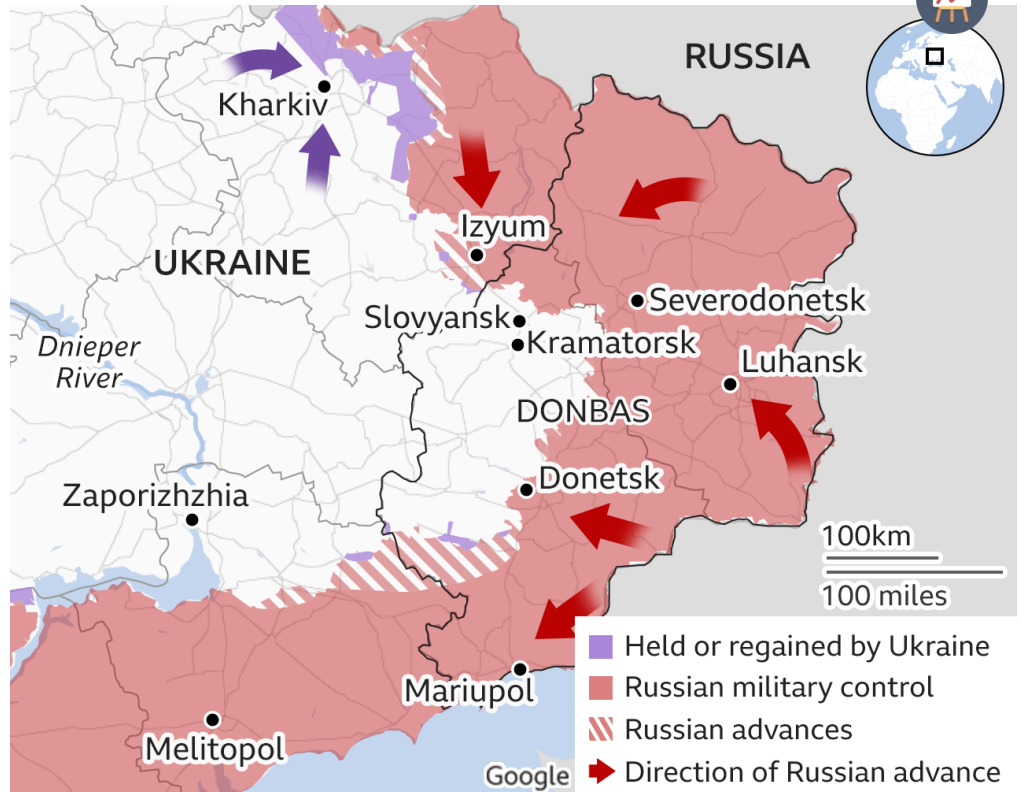 RUSSIA
Kharkiv
Izyum
UKRAINE
Severodonetsk
Slovyansk
Dnieper
River
Kramatorsk
Luhansk
DONBAS
Donetsk
Zaporizhzhia
100km
100 miles
Held or regained by Ukraine
Mariupol
Russian military control
Melitopol
Russian advances
Google
Direction of Russian advance